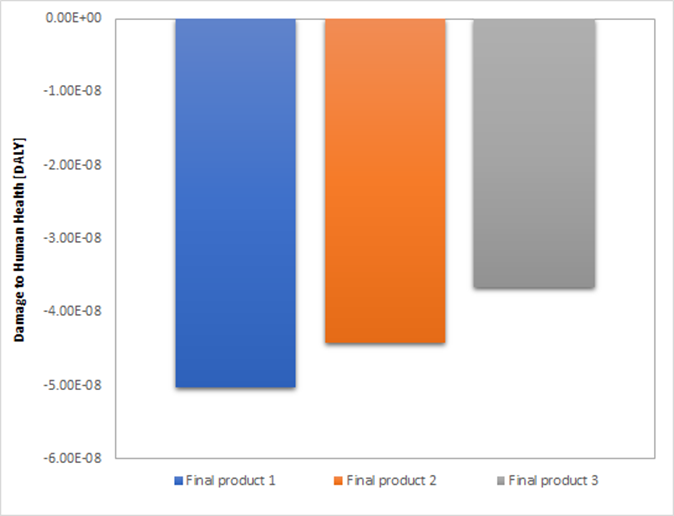 0.00E+00
-1.00E-08
-2.00E-08
-3.00E-08
-4.00E-08
-5.00E-08
-6.00E-08
Damage to Human Health [DALY]
Final product 1
Final product 2
Final product 3